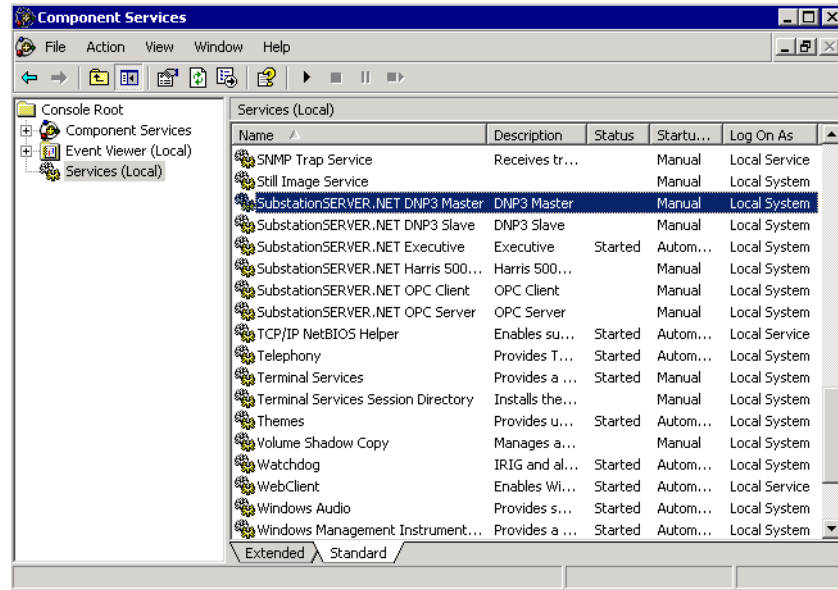 Component Services
File Action View Window Help
Console Root
Component Services
Event Viewer (Local)
Services (Local)
Services (Local)
Name Description Status Startu... Log On As
SNMP Trap Service Receives tr... Manual Local Service
Still Image Service Manual Local System
SubstationSERVER.NET DNP3 Master DNP3 Master Manual Local System
SubstationSERVER.NET DNP3 Slave DNP3 Slave Manual Local System
SubstationSERVER.NET Executive Executive Started Autom... Local System
SubstationSERVER.NET Harris 500... Harris 500... Manual Local System
SubstationSERVER.NET OPC Client OPC Client Manual Local System
SubstationSERVER.NET OPC Server OPC Server Manual Local System
TCP/IP NetBIOS Helper Enables su... Started Autom... Local Service
Telephony Provides T... Started Autom... Local System
Terminal Services Provides a ... Started Manual Local System
Terminal Services Session Directory Installs the... Manual Local System
Themes Provides u... Started Autom... Local System
Volume Shadow Copy Manages a... Manual Local System
Watchdog IRIG and al... Started Autom... Local System
WebClient Enables Wi... Started Autom... Local Service
Windows Audio Provides s... Started Autom... Local System
Windows Management Instrument... Provides a ... Started Autom... Local System
Extended Standard